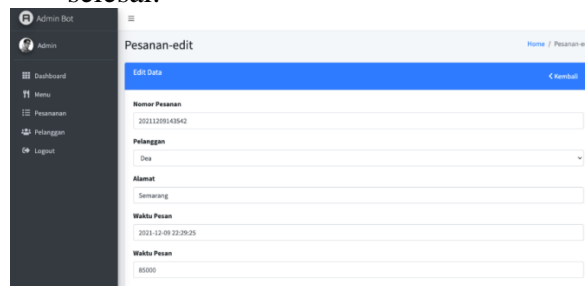 selesai.
Admin Bot
Admin
Dashboard
Menu
Pesananan
Pelanggan
Logout
Pesanan-edit
Home / Pesanan-e
Edit Data
Kembali
Nomor Pesanan
20211209143542
Pelanggan
Dea
Alamat
Semarang
Waktu Pesan
2021-12-09 22:29:25
Waktu Pesan
85000